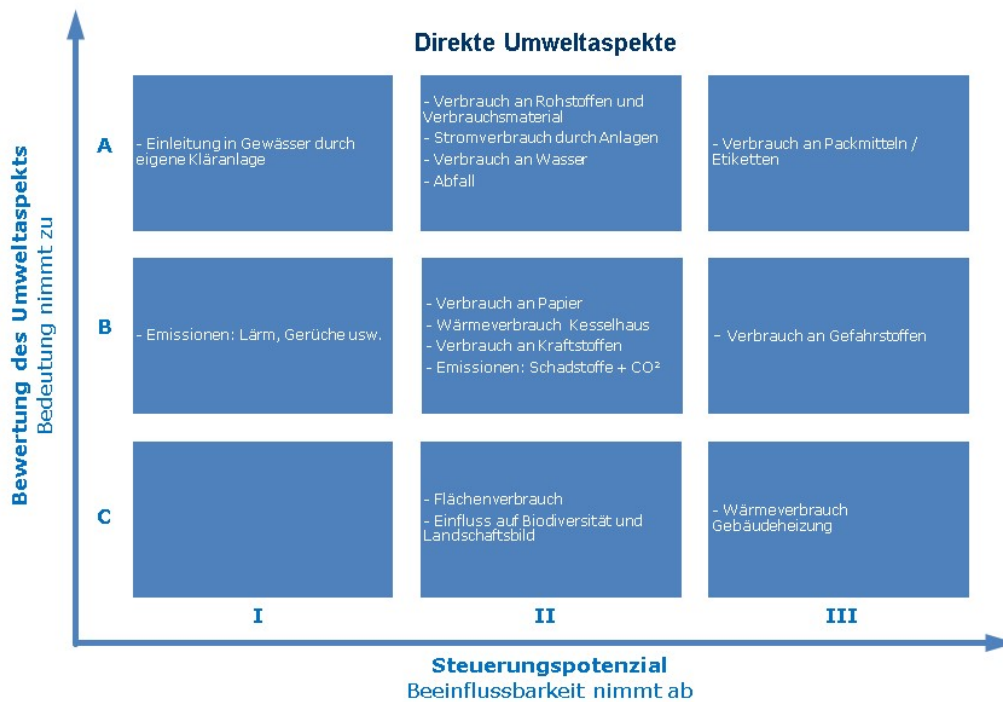 Direkte Umweltaspekte
Bewertung des Umweltaspekts
Bedeutung nimmt zu
A
- Einleitung in Gewässer durch
eigene Kläranlage
- Verbrauch an Rohstoffen und
Verbrauchsmaterial
- Stromverbrauch durch Anlagen
- Verbrauch an Wasser
- Abfall
- Verbrauch an Packmitteln /
Etiketten
B
- Emissionen: Lärm, Gerüche usw.
- Verbrauch an Papier
- Wärmeverbrauch Kesselhaus
- Verbrauch an Kraftstoffen
- Emissionen: Schadstoffe + CO²
- Verbrauch an Gefahrstoffen
C
- Flächenverbrauch
- Einfluss auf Biodiversität und
Landschaftsbild
- Wärmeverbrauch
Gebäudeheizung
I
II
III
Steuerungspotenzial
Beeinflussbarkeit nimmt ab